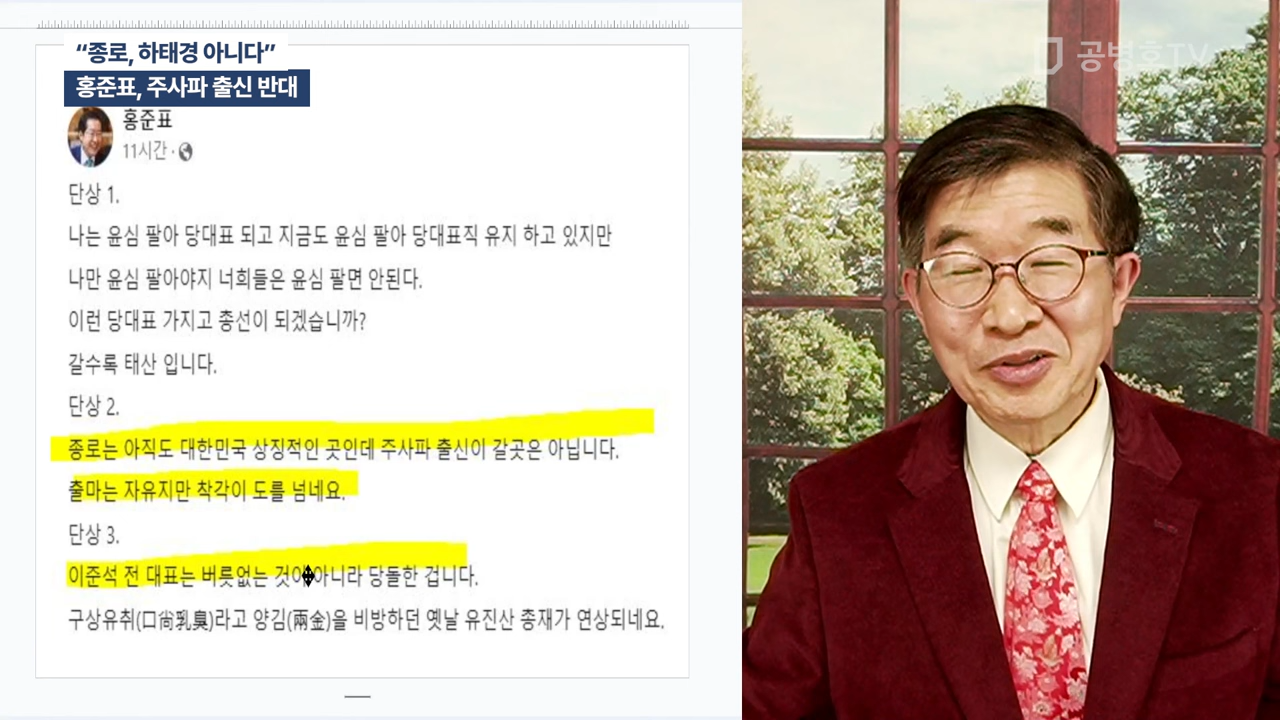 “종로, 하태경 아니다”
홍준표, 주사파 출신 반대
공병호TV
홍준표
11시간 ·
단상 1.
나는 윤심 팔아 당대표 되고 지금도 윤심 팔아 당대표직 유지 하고 있지만
나만 윤심 팔아야지 너희들은 윤심 팔면 안된다.
이런 당대표 가지고 총선이 되겠습니까?
갈수록 태산 입니다.
단상 2.
종로는 아직도 대한민국 상징적인 곳인데 주사파 출신이 갈곳은 아닙니다.
출마는 자유지만 착각이 도를 넘네요.
단상 3.
이준석 전 대표는 버릇없는 것이 아니라 당돌한 겁니다.
구상유취(口尙乳臭)라고 양김(兩金)을 비방하던 옛날 유진산 총재가 연상되네요.